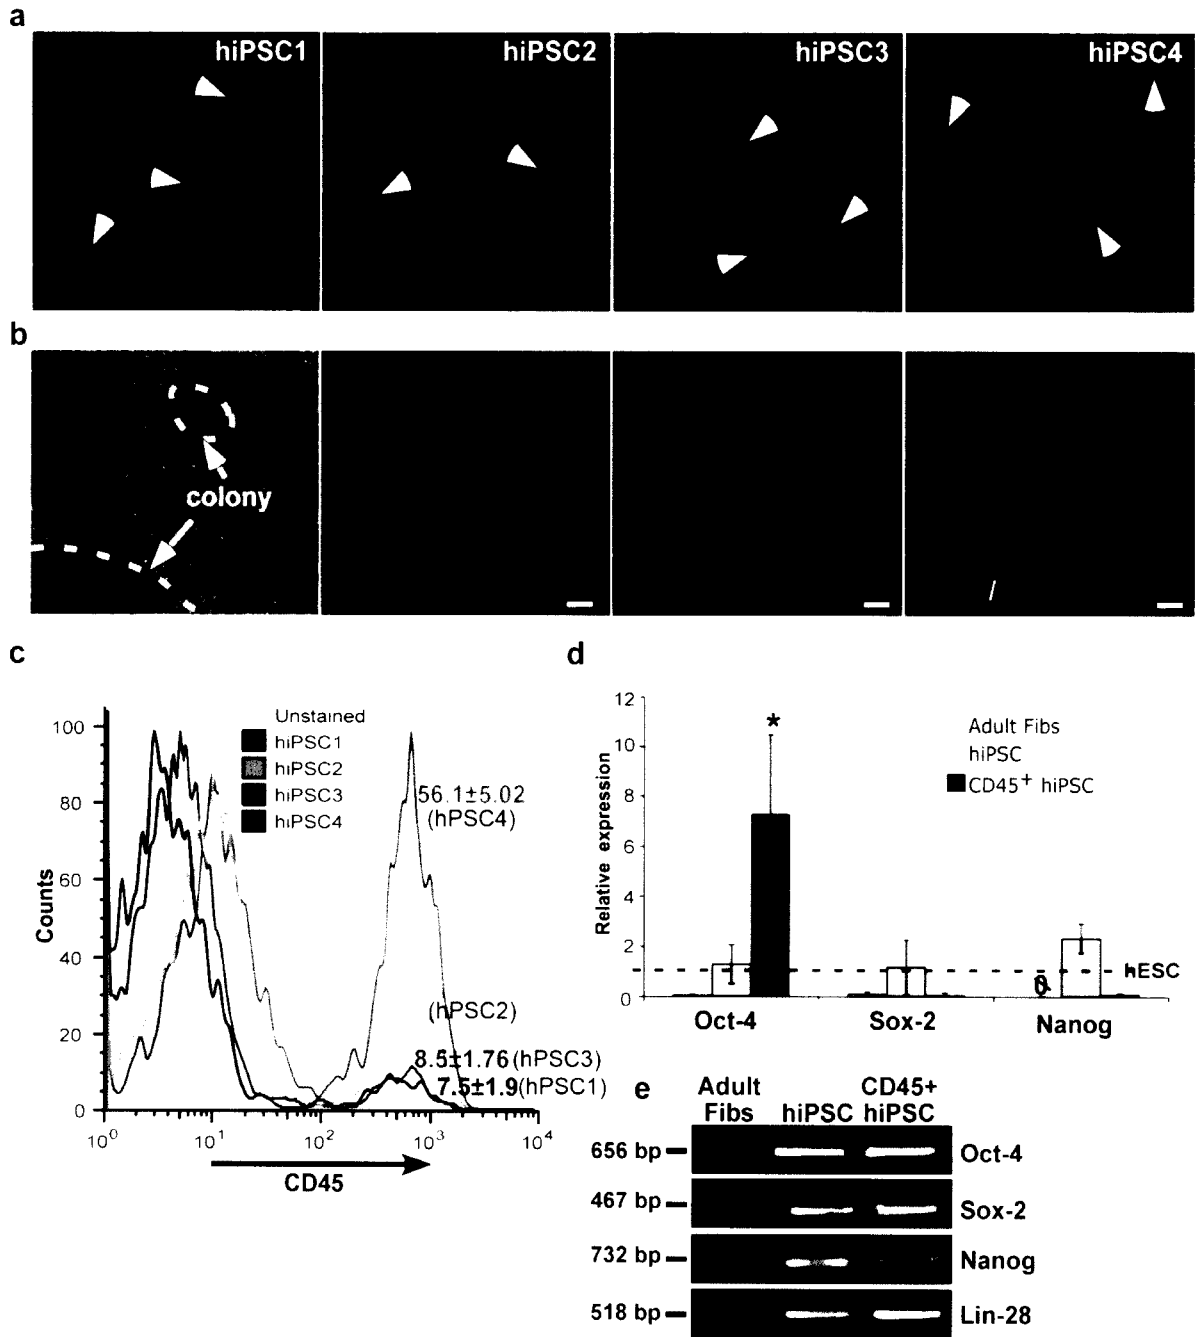 a
hiPSC1
hiPSC2
hiPSC3
hiPSC4
b
colony
c
Counts
100
80
60
40
20
0
Unstained
hiPSC1
hiPSC2
hiPSC3
hiPSC4
56.1±5.02
(hPSC4)
(hPSC2)
8.5±1.76 (hPSC3)
7.5±1.9 (hPSC1)
10⁰ 10¹ 10² 10³ 10⁴
CD45
d
Relative expression
12
10
8
6
4
2
0
*
Adult Fibs
hiPSC
CD45+ hiPSC
hESC
Oct-4 Sox-2 Nanog
e
Adult Fibs
hiPSC
CD45+ hiPSC
656 bp
Oct-4
467 bp
Sox-2
732 bp
Nanog
518 bp
Lin-28